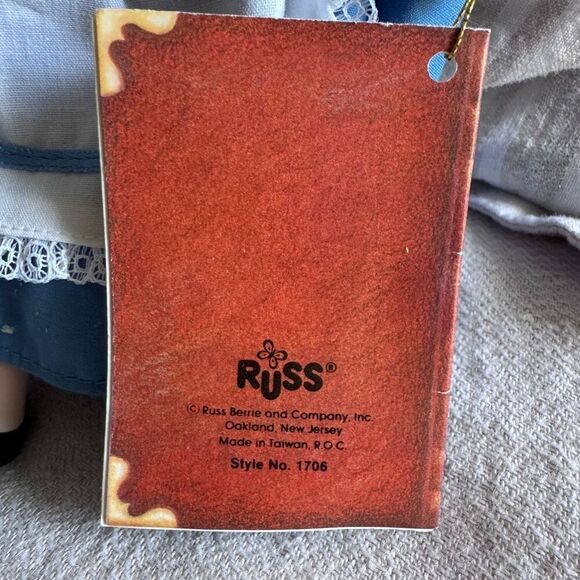 RUSS®
© Russ Berrie and Company, Inc.
Oakland, New Jersey
Made in Taiwan, R.O.C.
Style No. 1706